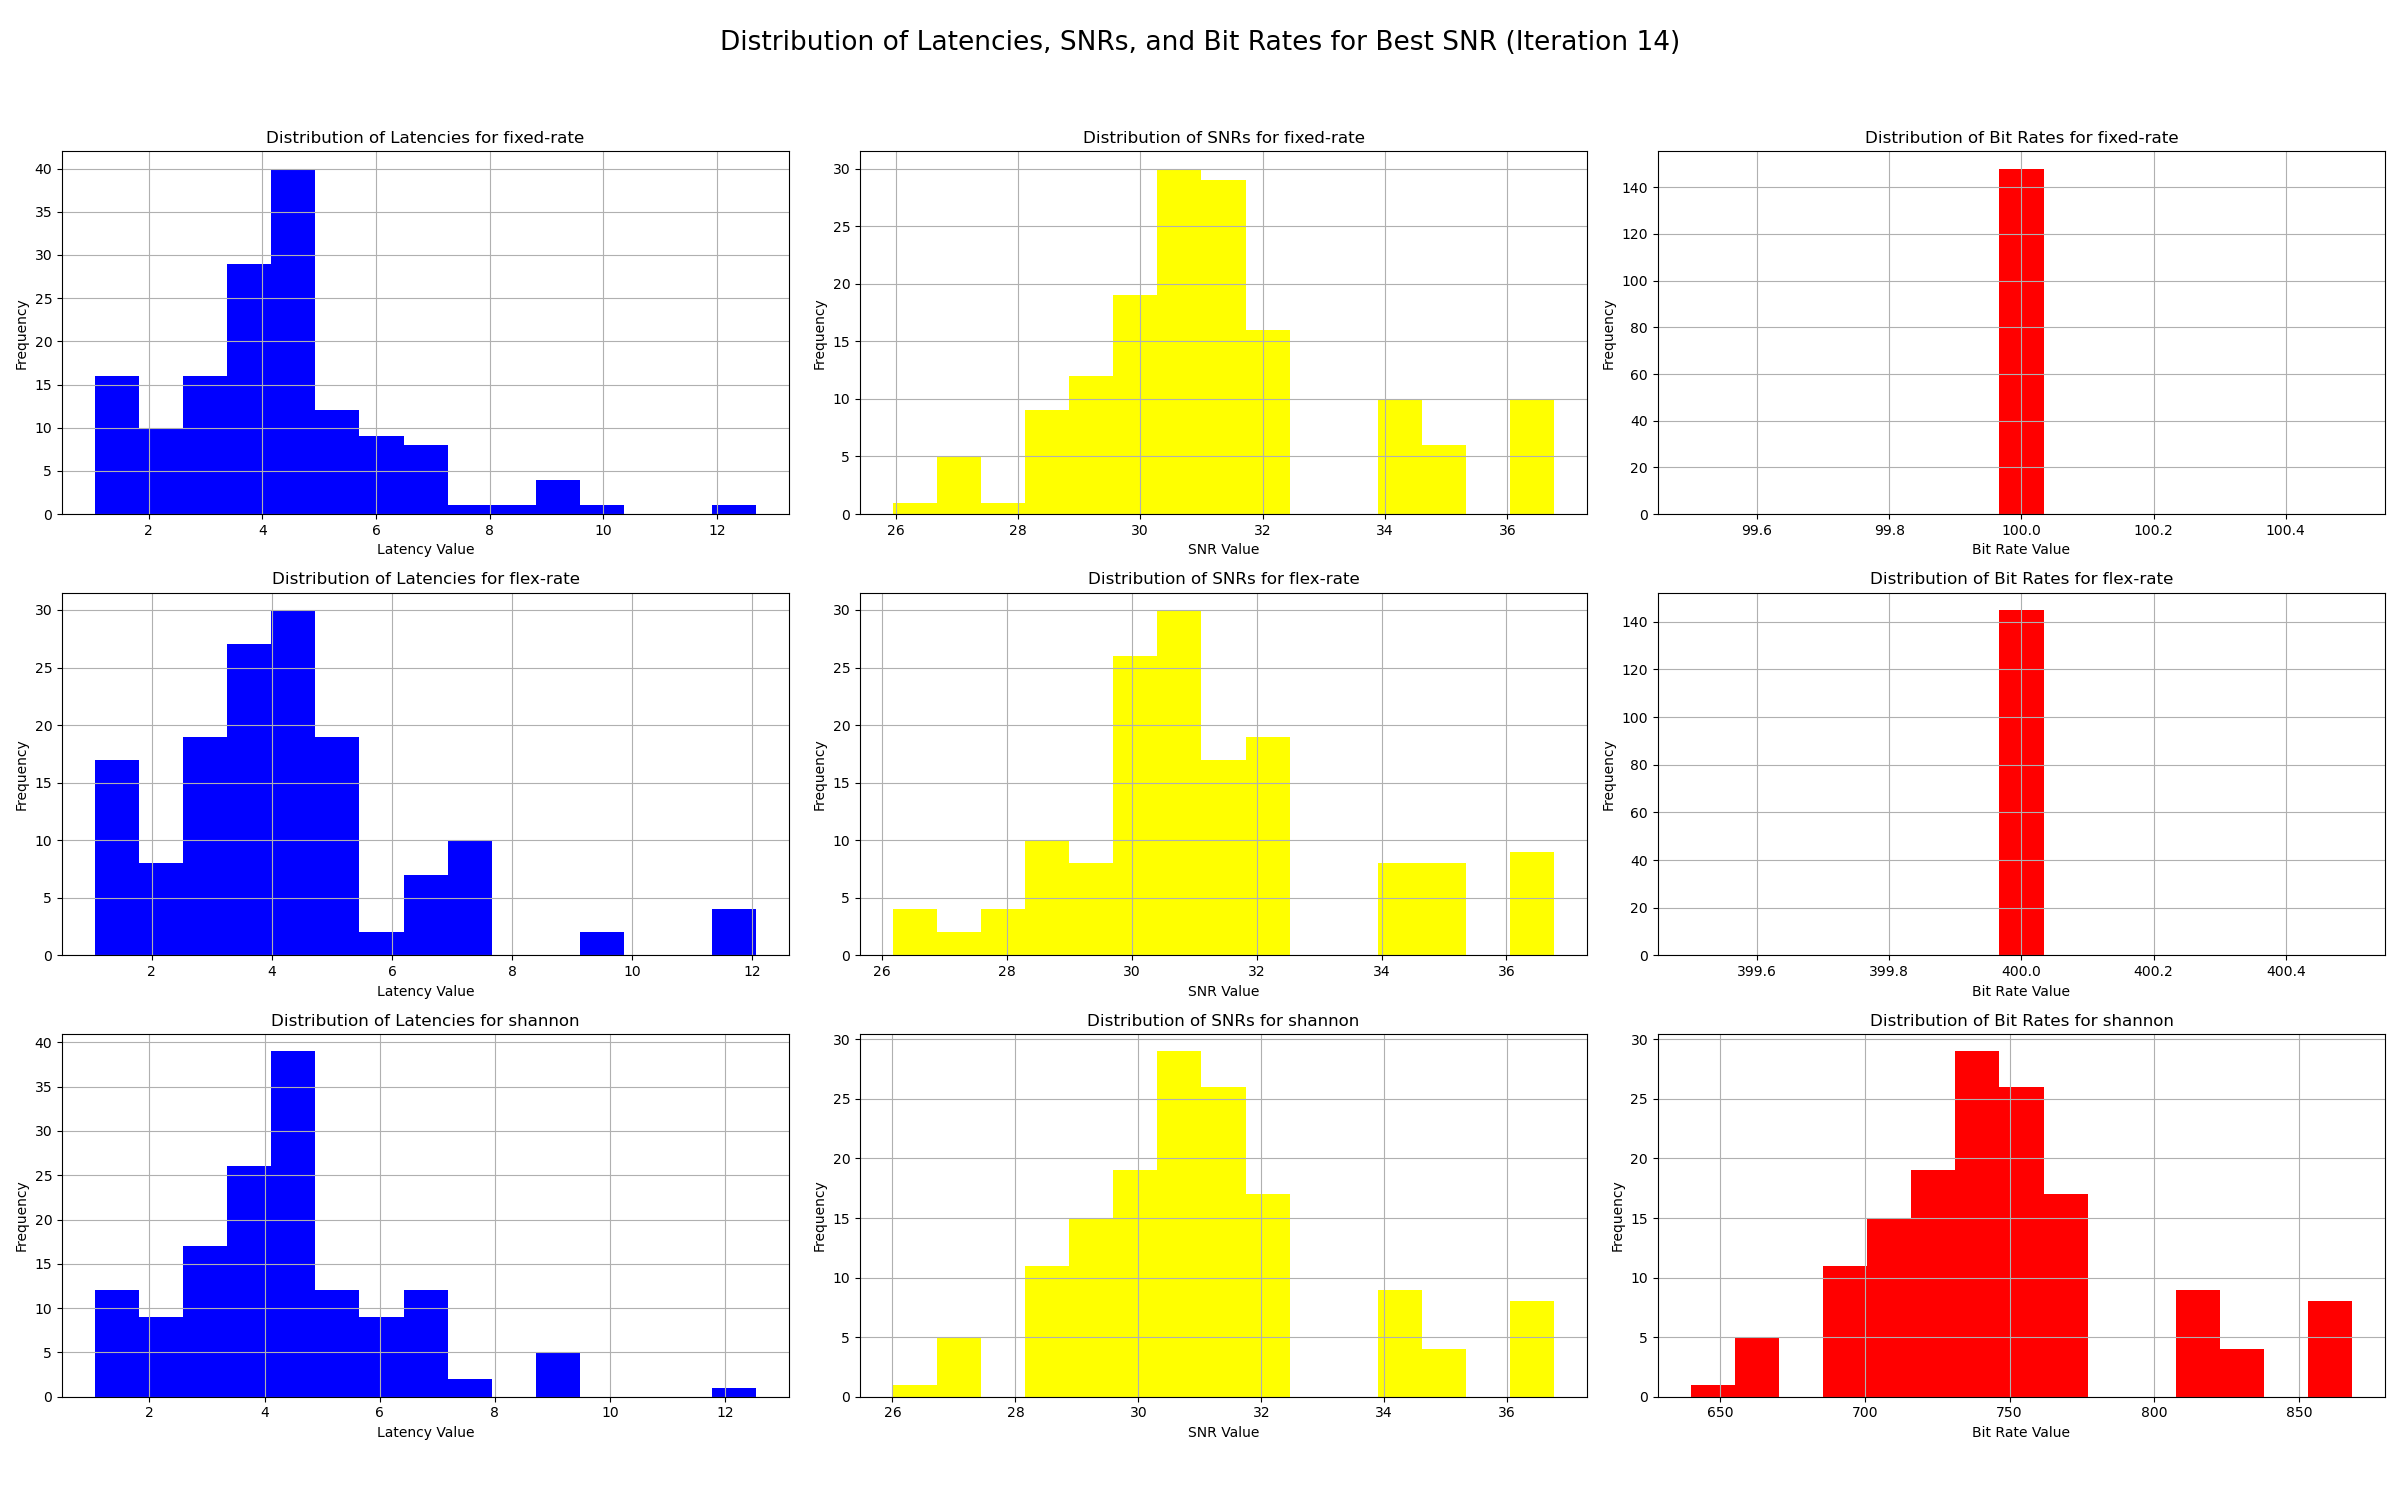 Distribution of Latencies, SNRs, and Bit Rates for Best SNR (Iteration 14)
Distribution of Latencies for fixed-rate
Frequency
0 5 10 15 20 25 30 35 40
2 4 6 8 10 12
Latency Value
Distribution of SNRs for fixed-rate
Frequency
0 5 10 15 20 25 30
26 28 30 32 34 36
SNR Value
Distribution of Bit Rates for fixed-rate
Frequency
0 20 40 60 80 100 120 140
99.6 99.8 100.0 100.2 100.4
Bit Rate Value
Distribution of Latencies for flex-rate
Frequency
0 5 10 15 20 25 30
2 4 6 8 10 12
Latency Value
Distribution of SNRs for flex-rate
Frequency
0 5 10 15 20 25 30
26 28 30 32 34 36
SNR Value
Distribution of Bit Rates for flex-rate
Frequency
0 20 40 60 80 100 120 140
399.6 399.8 400.0 400.2 400.4
Bit Rate Value
Distribution of Latencies for shannon
Frequency
0 5 10 15 20 25 30 35 40
2 4 6 8 10 12
Latency Value
Distribution of SNRs for shannon
Frequency
0 5 10 15 20 25 30
26 28 30 32 34 36
SNR Value
Distribution of Bit Rates for shannon
Frequency
0 5 10 15 20 25 30
650 700 750 800 850
Bit Rate Value